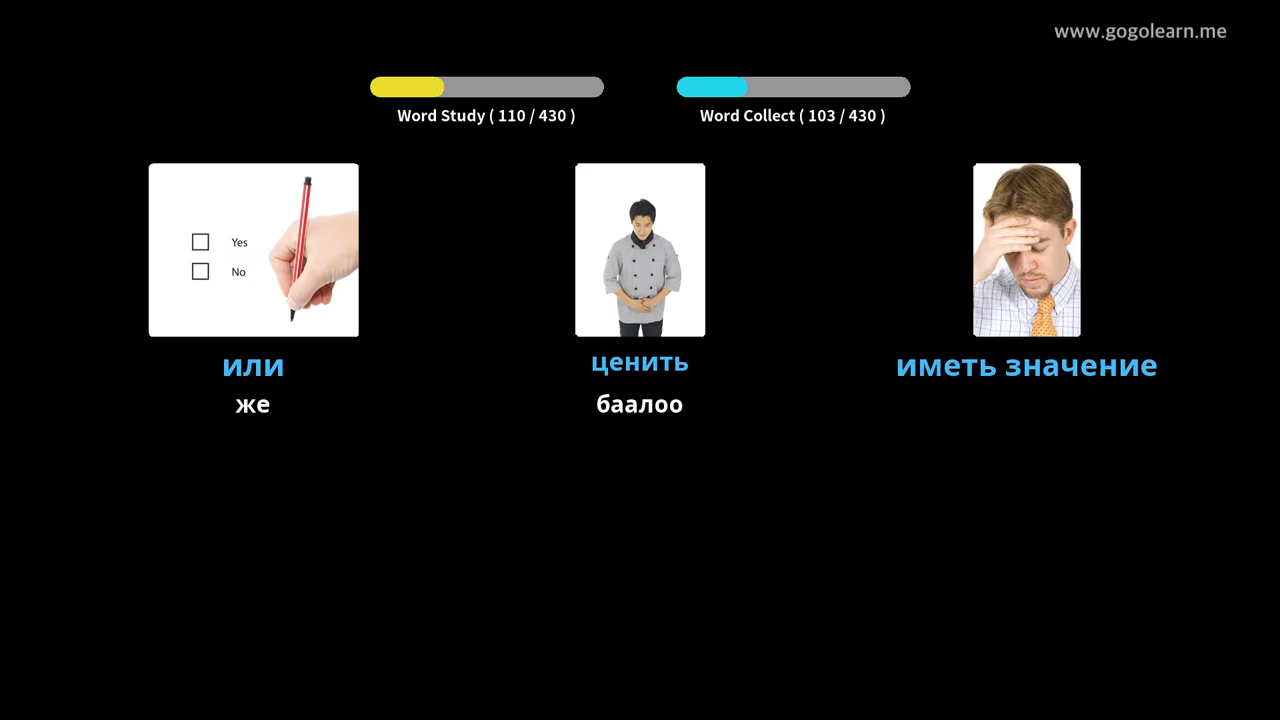 www.gogolearn.me
Word Study ( 110 / 430 )
Word Collect ( 103 / 430 )
Yes
No
или
ценить
иметь значение
же
баалоо